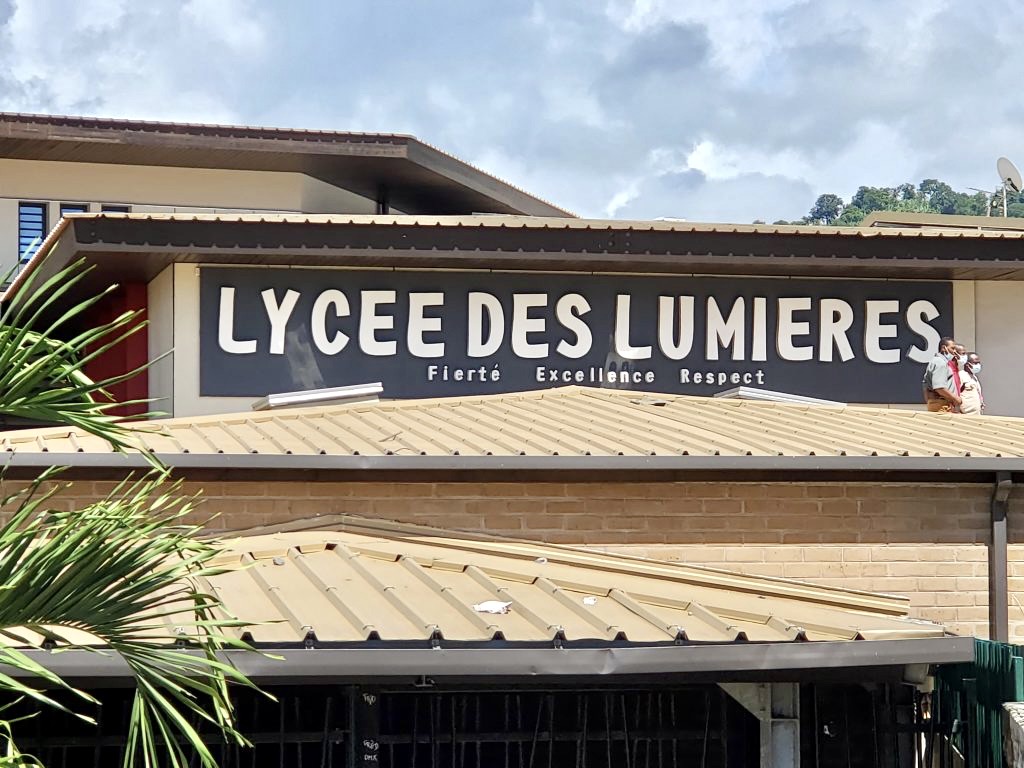 LYCEE DES LUMIERES
Fierté Excellence Respect